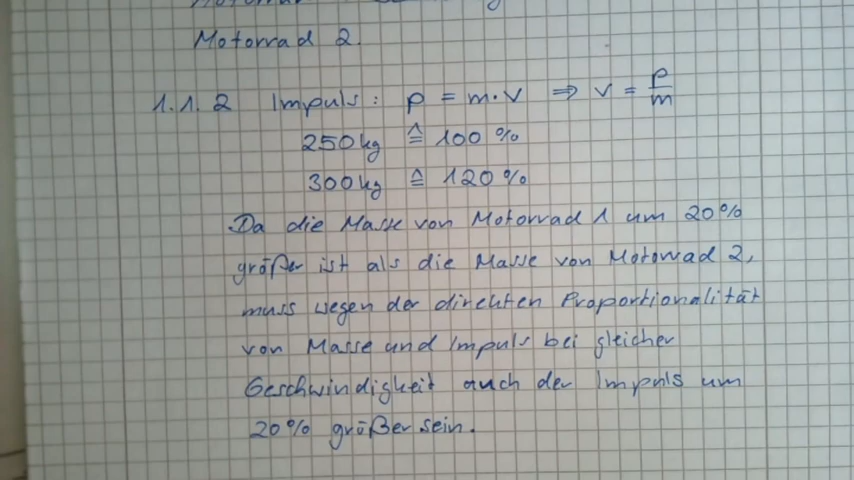 Motorrad 2.
1.1.2 Impuls: p = m·v ⇒ v = p/m
250kg ≙ 100%
300kg ≙ 120%
Da die Masse von Motorrad 1 um 20%
größer ist als die Masse von Motorrad 2,
muss wegen der direkten Proportionalität
von Masse und Impuls bei gleicher
Geschwindigkeit auch der Impuls um
20% größer sein.